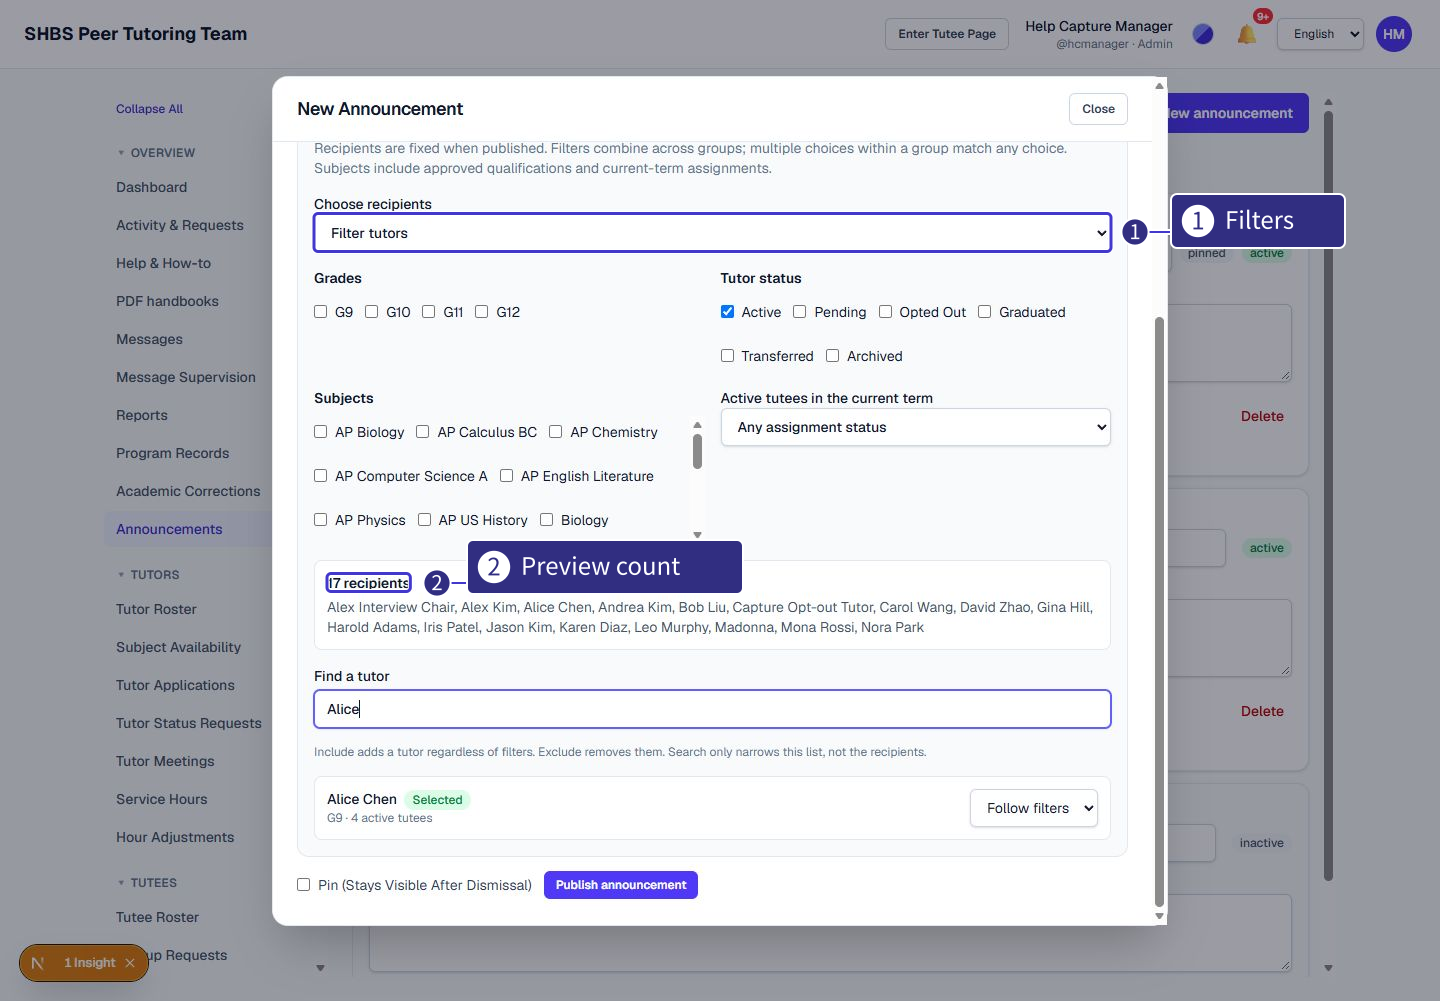 SHBS Peer Tutoring Team
Enter Tutee Page
Help Capture Manager
@hcmanager · Admin
9+
English
HM
Collapse All
OVERVIEW
Dashboard
Activity & Requests
Help & How-to
PDF handbooks
Messages
Message Supervision
Reports
Program Records
Academic Corrections
Announcements
TUTORS
Tutor Roster
Subject Availability
Tutor Applications
Tutor Status Requests
Tutor Meetings
Service Hours
Hour Adjustments
TUTEES
Tutee Roster
up Requests
N 1 Insight
New Announcement
Close
Recipients are fixed when published. Filters combine across groups; multiple choices within a group match any choice.
Subjects include approved qualifications and current-term assignments.
Choose recipients
Filter tutors
1
1 Filters
Grades
G9 G10 G11 G12
Tutor status
Active Pending Opted Out Graduated
Transferred Archived
Subjects
AP Biology AP Calculus BC AP Chemistry
AP Computer Science A AP English Literature
AP Physics AP US History Biology
Active tutees in the current term
Any assignment status
17 recipients
2
2 Preview count
Alex Interview Chair, Alex Kim, Alice Chen, Andrea Kim, Bob Liu, Capture Opt-out Tutor, Carol Wang, David Zhao, Gina Hill,
Harold Adams, Iris Patel, Jason Kim, Karen Diaz, Leo Murphy, Madonna, Mona Rossi, Nora Park
Find a tutor
Alice
Include adds a tutor regardless of filters. Exclude removes them. Search only narrows this list, not the recipients.
Alice Chen Selected
G9 · 4 active tutees
Follow filters
Pin (Stays Visible After Dismissal)
Publish announcement
ew announcement
pinned active
Delete
active
Delete
inactive